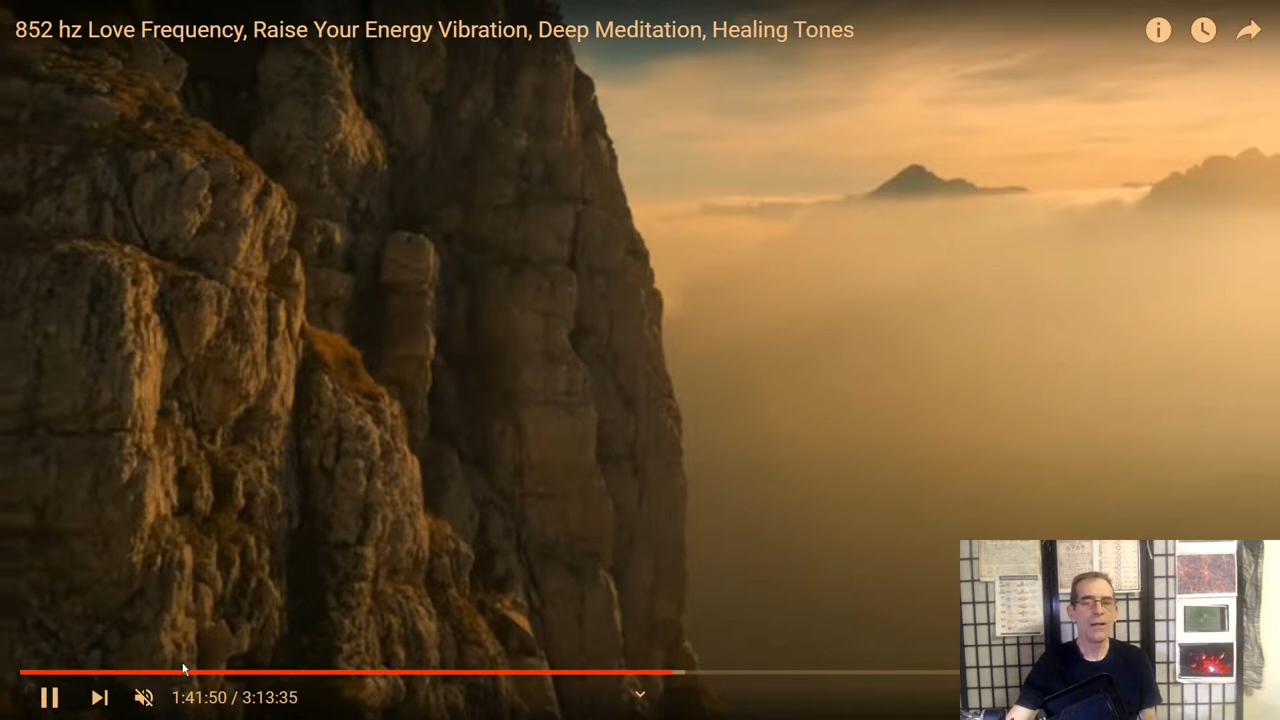 852 hz Love Frequency, Raise Your Energy Vibration, Deep Meditation, Healing Tones
1:41:50 / 3:13:35